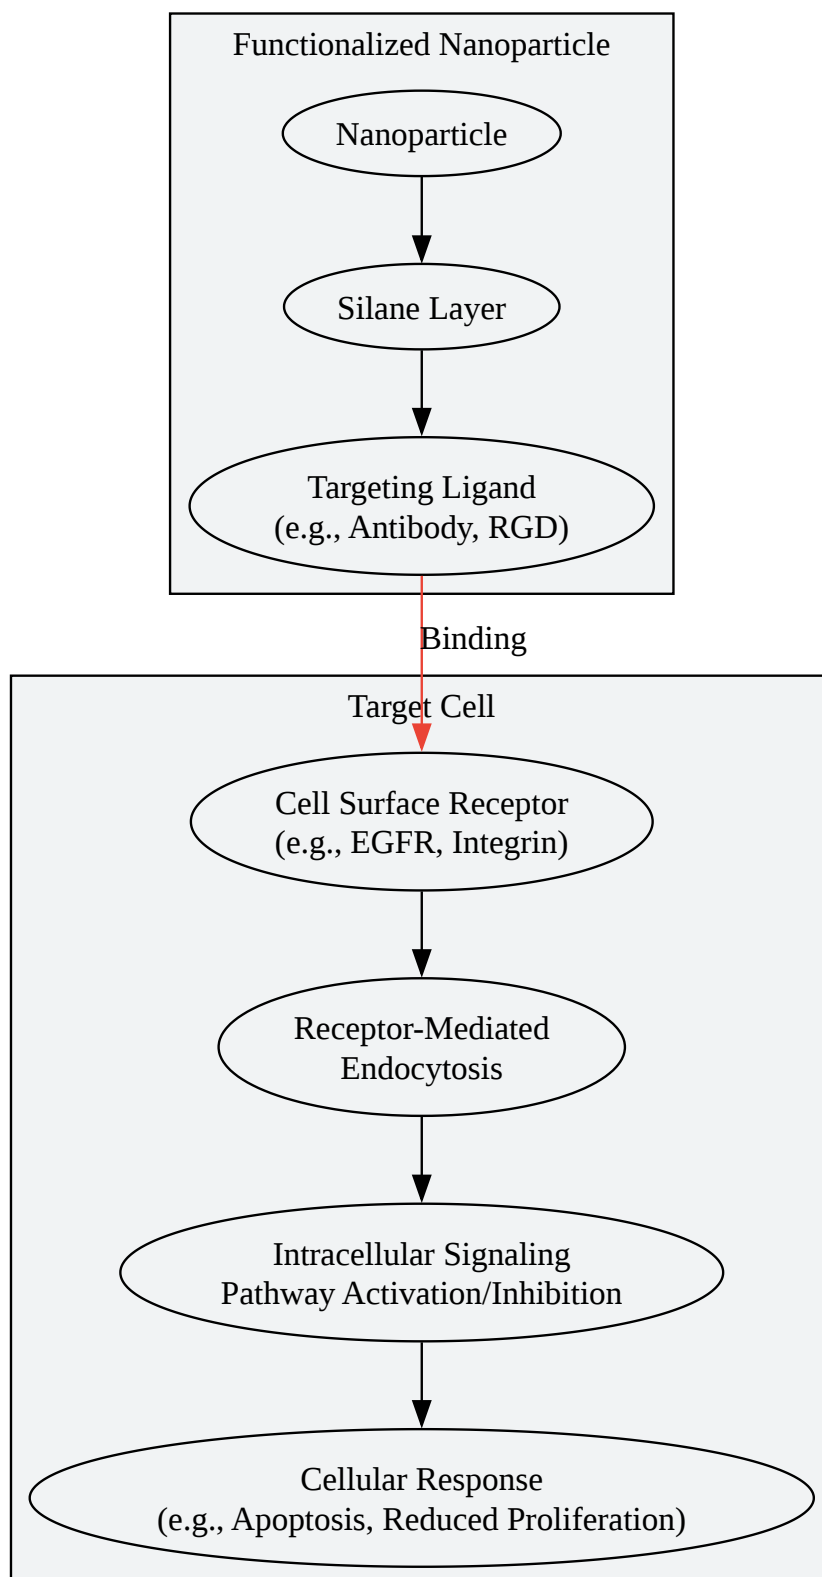 Functionalized Nanoparticle
Nanoparticle
Silane Layer
Targeting Ligand
(e.g., Antibody, RGD)
Binding
Target Cell
Cell Surface Receptor
(e.g., EGFR, Integrin)
Receptor-Mediated
Endocytosis
Intracellular Signaling
Pathway Activation/Inhibition
Cellular Response
(e.g., Apoptosis, Reduced Proliferation)